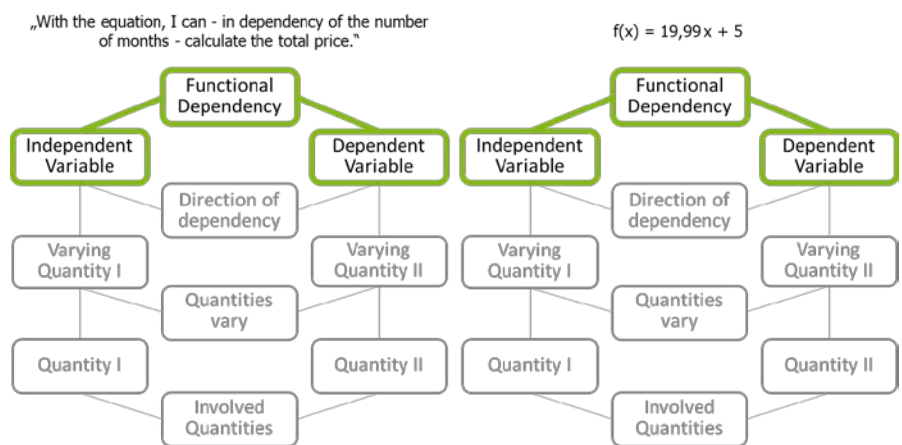 „With the equation, I can - in dependency of the number
of months - calculate the total price.“
Functional
Dependency
Independent
Variable
Dependent
Variable
Direction of
dependency
Varying
Quantity I
Varying
Quantity II
Quantities
vary
Quantity I
Quantity II
Involved
Quantities
f(x) = 19,99x + 5
Functional
Dependency
Independent
Variable
Dependent
Variable
Direction of
dependency
Varying
Quantity I
Varying
Quantity II
Quantities
vary
Quantity I
Quantity II
Involved
Quantities